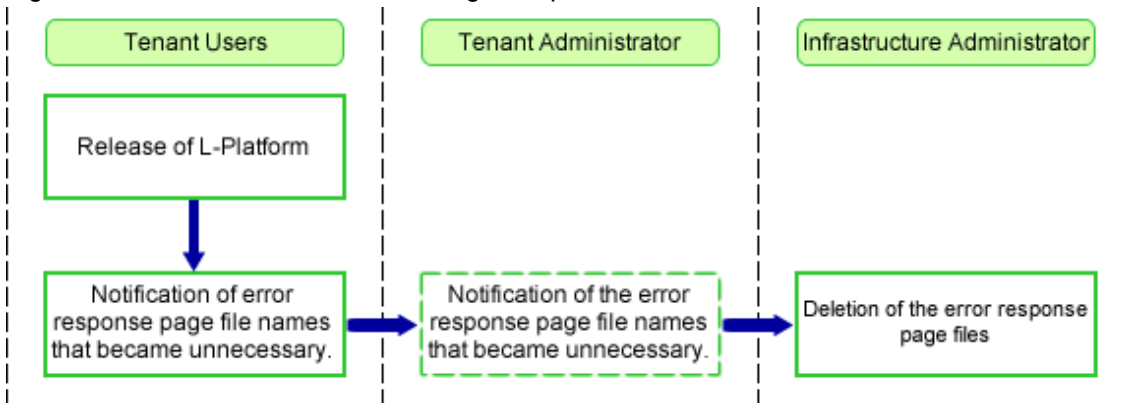 Tenant Users
Tenant Administrator
Infrastructure Administrator
Release of L-Platform
Notification of error
response page file names
that became unnecessary.
Notification of the error
response page file names
that became unnecessary.
Deletion of the error response
page files